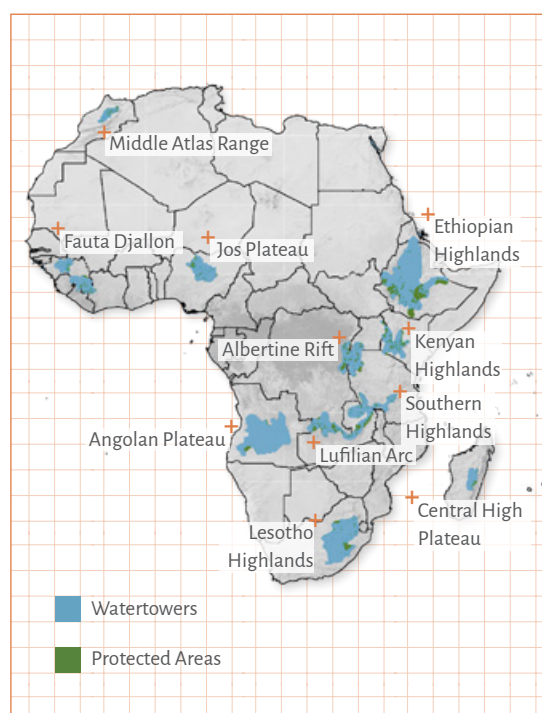 Middle Atlas Range
Fauta Djallon
Jos Plateau
Ethiopian
Highlands
Albertine Rift
Kenyan
Highlands
Southern
Highlands
Angolan Plateau
Lufilian Arc
Central High
Plateau
Lesotho
Highlands
Watertowers
Protected Areas